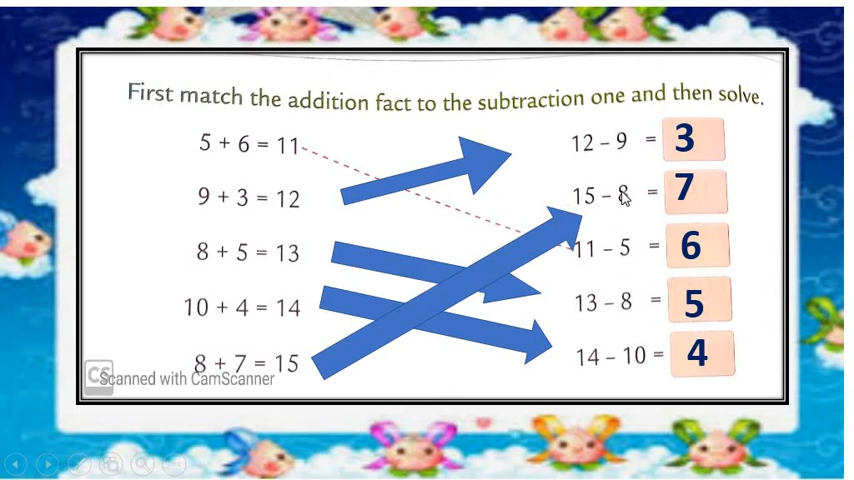 First match the addition fact to the subtraction one and then solve.
5 + 6 = 11
12 – 9 = 3
9 + 3 = 12
15 – 8 = 7
8 + 5 = 13
11 – 5 = 6
10 + 4 = 14
13 – 8 = 5
8 + 7 = 15
14 – 10 = 4
CS
Scanned with CamScanner